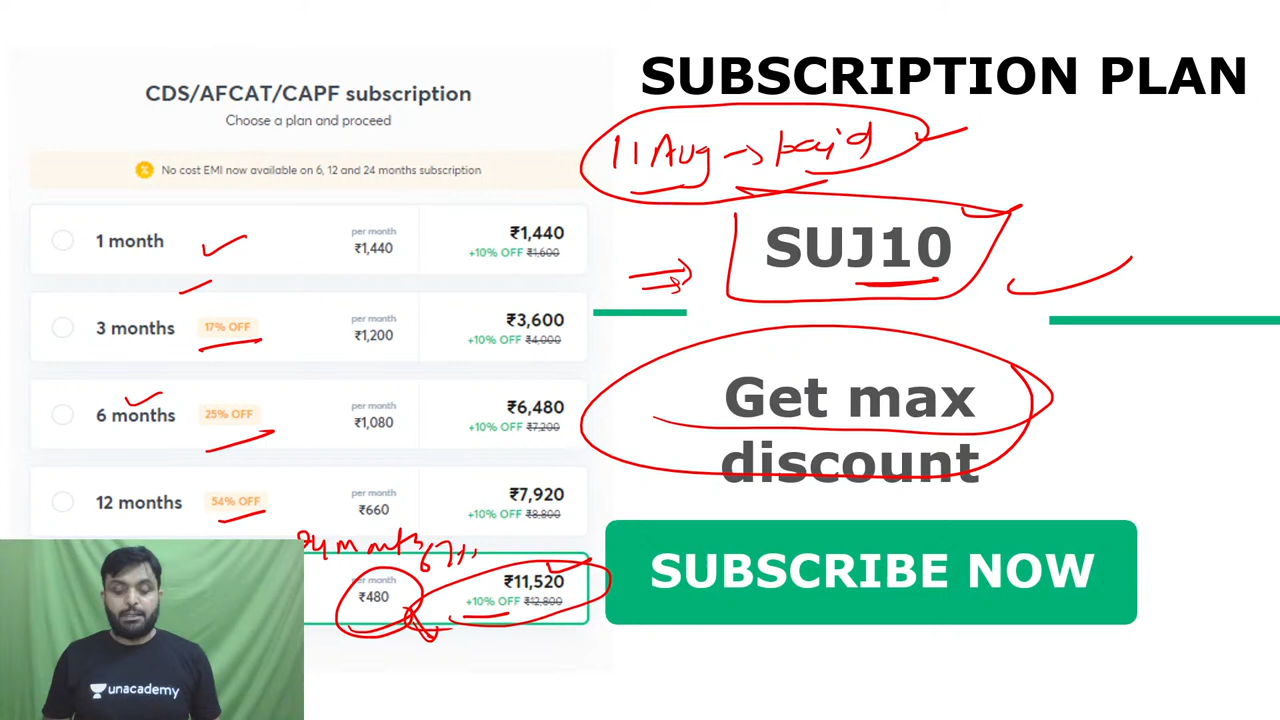 SUBSCRIPTION PLAN
CDS/AFCAT/CAPF subscription
Choose a plan and proceed
No cost EMI now available on 6, 12 and 24 months subscription
11 Aug → paid
SUJ10
1 month
per month
₹1,440
₹1,440
+10% OFF ₹1,600
3 months
17% OFF
per month
₹1,200
₹3,600
+10% OFF ₹4,000
6 months
25% OFF
per month
₹1,080
₹6,480
+10% OFF ₹7,200
12 months
54% OFF
per month
₹660
₹7,920
+10% OFF ₹8,800
24 months 67%
per month
₹480
₹11,520
+10% OFF ₹12,800
Get max
discount
SUBSCRIBE NOW
unacademy